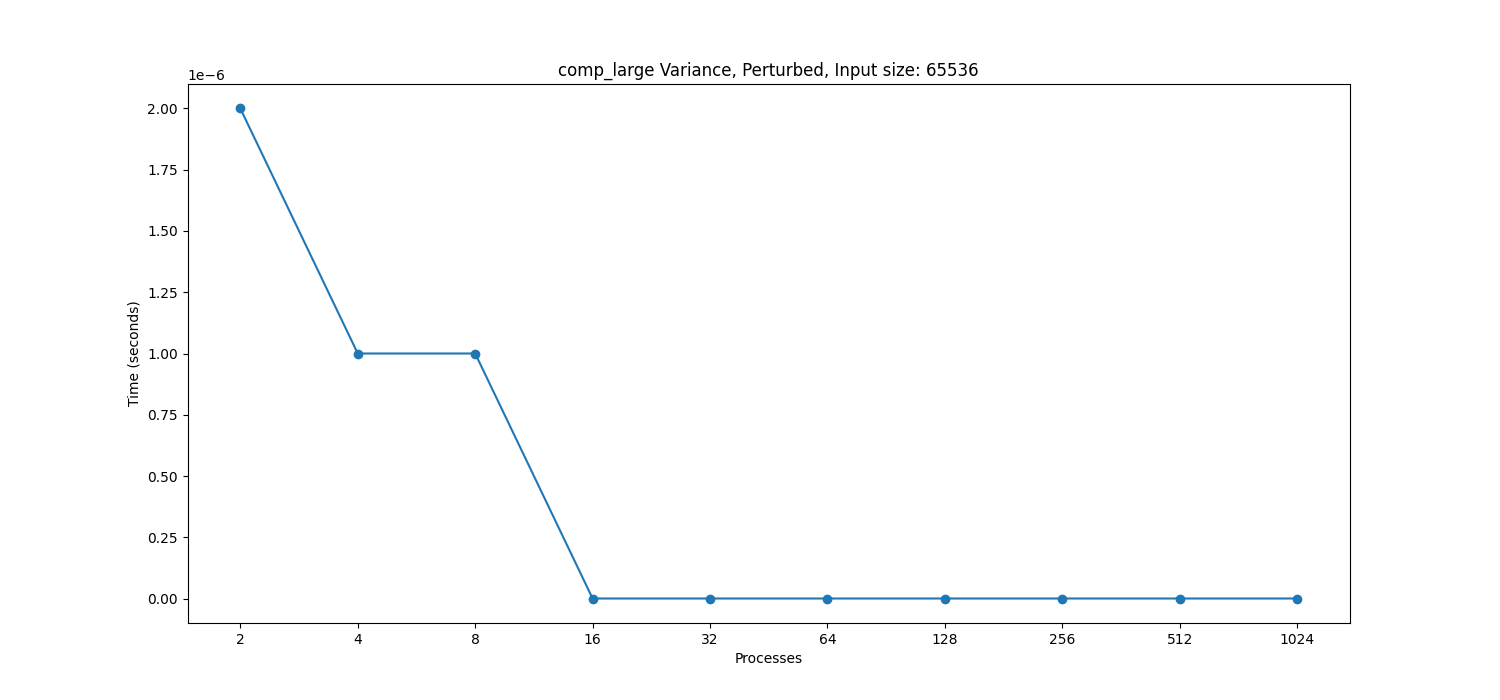 comp_large Variance, Perturbed, Input size: 65536
1e−6
2.00
1.75
1.50
1.25
1.00
0.75
0.50
0.25
0.00
Time (seconds)
2 4 8 16 32 64 128 256 512 1024
Processes